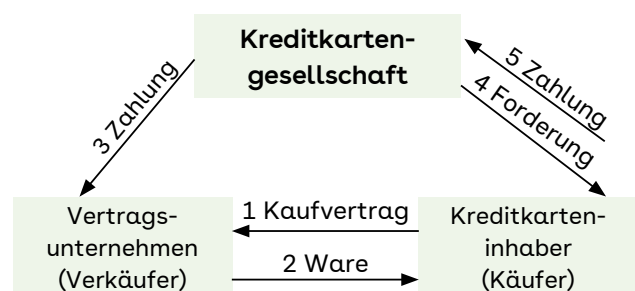 Kreditkarten-
gesellschaft
3 Zahlung
5 Zahlung
4 Forderung
Vertrags-
unternehmen
(Verkäufer)
1 Kaufvertrag
2 Ware
Kreditkarten-
inhaber
(Käufer)